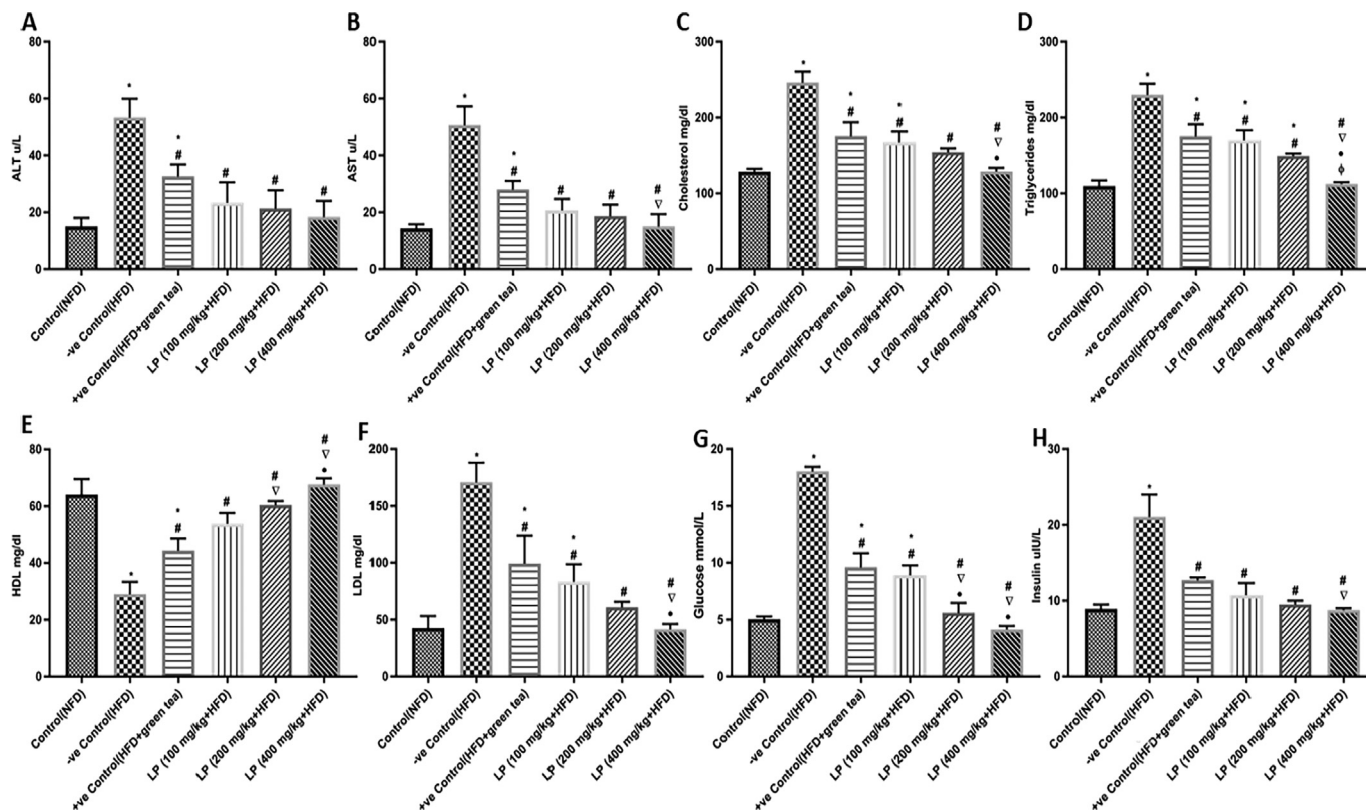 A
ALT u/L
80
60
40
20
0
*
*
#
#
#
#
Control(NFD)
-ve Control(HFD)
+ve Control(HFD+green tea)
LP (100 mg/kg+HFD)
LP (200 mg/kg+HFD)
LP (400 mg/kg+HFD)
B
AST u/L
80
60
40
20
0
*
*
#
#
#
#
▽
Control(NFD)
-ve Control(HFD)
+ve Control(HFD+green tea)
LP (100 mg/kg+HFD)
LP (200 mg/kg+HFD)
LP (400 mg/kg+HFD)
C
Cholesterol mg/dl
300
200
100
0
*
*
#
*
#
#
#
▽
●
Control(NFD)
-ve Control(HFD)
+ve Control(HFD+green tea)
LP (100 mg/kg+HFD)
LP (200 mg/kg+HFD)
LP (400 mg/kg+HFD)
D
Triglycerides mg/dl
300
200
100
0
*
*
#
*
#
*
#
#
▽
●
ϕ
Control(NFD)
-ve Control(HFD)
+ve Control(HFD+green tea)
LP (100 mg/kg+HFD)
LP (200 mg/kg+HFD)
LP (400 mg/kg+HFD)
E
HDL mg/dl
80
60
40
20
0
*
*
#
#
#
▽
#
▽
●
Control(NFD)
-ve Control(HFD)
+ve Control(HFD+green tea)
LP (100 mg/kg+HFD)
LP (200 mg/kg+HFD)
LP (400 mg/kg+HFD)
F
LDL mg/dl
200
150
100
50
0
*
*
#
*
#
#
#
▽
●
Control(NFD)
-ve Control(HFD)
+ve Control(HFD+green tea)
LP (100 mg/kg+HFD)
LP (200 mg/kg+HFD)
LP (400 mg/kg+HFD)
G
Glucose mmol/L
20
15
10
5
0
*
*
#
*
#
#
▽
●
#
▽
●
Control(NFD)
-ve Control(HFD)
+ve Control(HFD+green tea)
LP (100 mg/kg+HFD)
LP (200 mg/kg+HFD)
LP (400 mg/kg+HFD)
H
Insulin uIU/L
30
20
10
0
*
#
#
#
#
▽
Control(NFD)
-ve Control(HFD)
+ve Control(HFD+green tea)
LP (100 mg/kg+HFD)
LP (200 mg/kg+HFD)
LP (400 mg/kg+HFD)